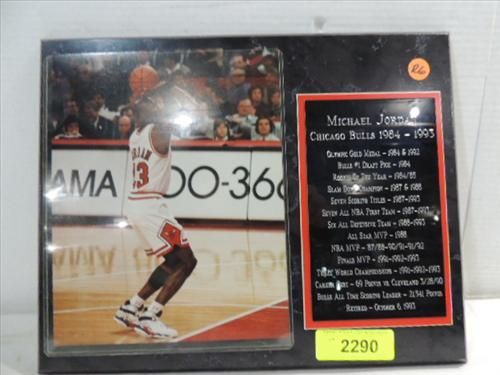 R6
MICHAEL JORDAN
CHICAGO BULLS 1984 - 1993
OLYMPIC GOLD MEDAL - 1984 & 1992
BULLS #1 DRAFT PICK - 1984
ROOKIE OF THE YEAR - 1984/85
SLAM DUNK CHAMPION - 1987 & 1988
SEVEN SCORING TITLES - 1987-1993
SEVEN ALL NBA FIRST TEAM - 1987-1993
SIX ALL DEFENSIVE TEAM - 1988-1993
ALL STAR MVP - 1988
NBA MVP - '87/88-90/91-91/92
FINALS MVP - 1991-1992-1993
THREE WORLD CHAMPIONSHIPS - 1991-1992-1993
CAREER HIGH - 69 POINTS VS CLEVELAND 3/28/90
BULLS ALL TIME SCORING LEADER - 21,541 POINTS
RETIRED - OCTOBER 6, 1993
AMA 00-366
23
2290